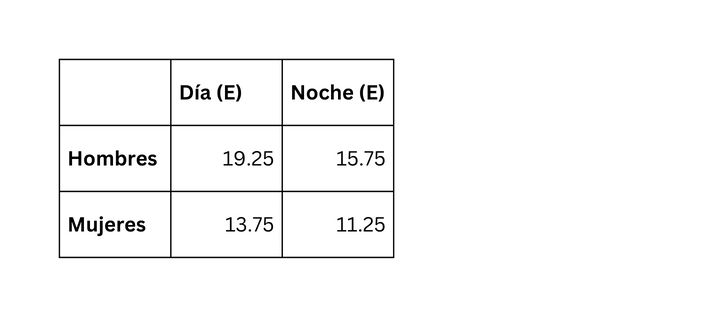 Día (E) Noche (E)
Hombres 19.25 15.75
Mujeres 13.75 11.25